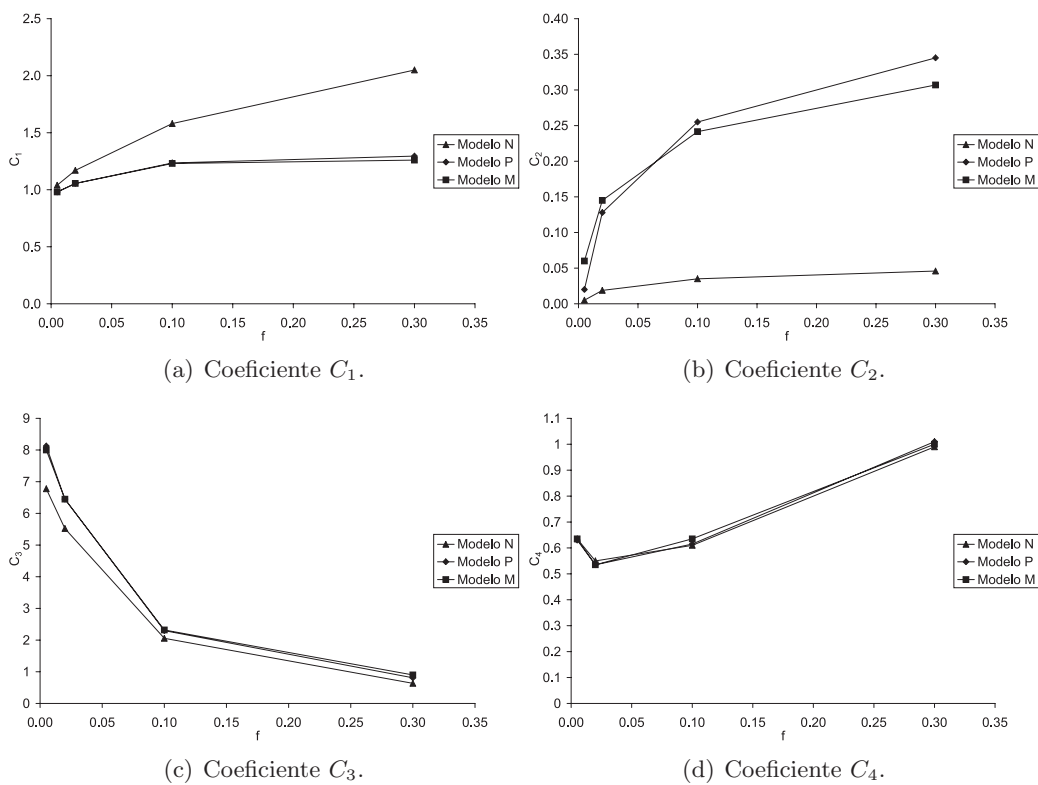 2.5
2.0
1.5
1.0
0.5
0.0
C1
0.00 0.05 0.10 0.15 0.20 0.25 0.30 0.35
f
Modelo N
Modelo P
Modelo M
(a) Coeficiente C1.
0.40
0.35
0.30
0.25
0.20
0.15
0.10
0.05
0.00
C2
0.00 0.05 0.10 0.15 0.20 0.25 0.30 0.35
f
Modelo N
Modelo P
Modelo M
(b) Coeficiente C2.
9
8
7
6
5
4
3
2
1
0
C3
0.00 0.05 0.10 0.15 0.20 0.25 0.30 0.35
f
Modelo N
Modelo P
Modelo M
(c) Coeficiente C3.
1.1
1
0.9
0.8
0.7
0.6
0.5
0.4
0.3
0.2
0.1
0
C4
0.00 0.05 0.10 0.15 0.20 0.25 0.30 0.35
f
Modelo N
Modelo P
Modelo M
(d) Coeficiente C4.